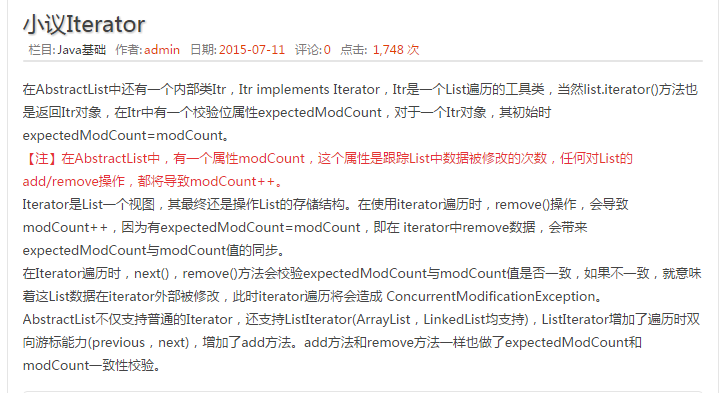 小议Iterator
栏目:Java基础 作者:admin 日期:2015-07-11 评论:0 点击: 1,748 次
在AbstractList中还有一个内部类Itr，Itr implements Iterator，Itr是一个List遍历的工具类，当然list.iterator()方法也
是返回Itr对象，在Itr中有一个校验位属性expectedModCount，对于一个Itr对象，其初始时
expectedModCount=modCount。
【注】在AbstractList中，有一个属性modCount，这个属性是跟踪List中数据被修改的次数，任何对List的
add/remove操作，都将导致modCount++。
Iterator是List一个视图，其最终还是操作List的存储结构。在使用iterator遍历时，remove()操作，会导致
modCount++，因为有expectedModCount=modCount，即在 iterator中remove数据，会带来
expectedModCount与modCount值的同步。
在Iterator遍历时，next()，remove()方法会校验expectedModCount与modCount值是否一致，如果不一致，就意味
着这List数据在iterator外部被修改，此时iterator遍历将会造成 ConcurrentModificationException。
AbstractList不仅支持普通的Iterator，还支持ListIterator(ArrayList，LinkedList均支持)，ListIterator增加了遍历时双
向游标能力(previous，next)，增加了add方法。add方法和remove方法一样也做了expectedModCount和
modCount一致性校验。